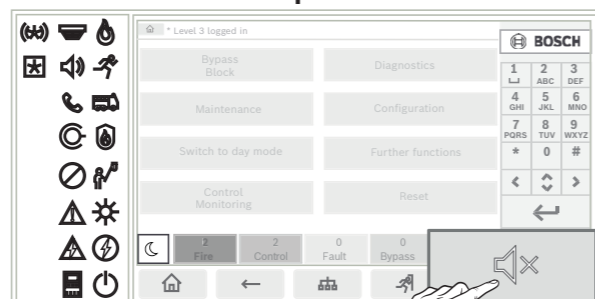 * Level 3 logged in
BOSCH
Bypass
Block
Diagnostics
Maintenance
Configuration
Switch to day mode
Further functions
Control
Monitoring
Reset
1 2 3
ABC DEF
4 5 6
GHI JKL MNO
7 8 9
PQRS TUV WXYZ
* 0 #
2 2 0 0
Fire Control Fault Bypass